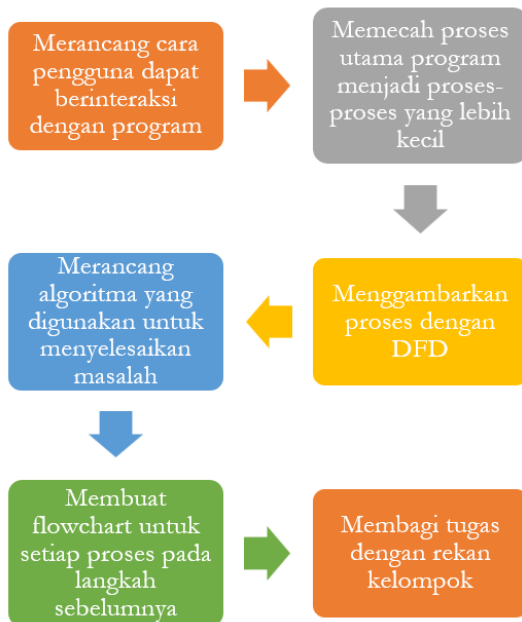 Merancang cara
pengguna dapat
berinteraksi
dengan program
Memecah proses
utama program
menjadi proses-
proses yang lebih
kecil
Menggambarkan
proses dengan
DFD
Merancang
algoritma yang
digunakan untuk
menyelesaikan
masalah
Membuat
flowchart untuk
setiap proses pada
langkah
sebelumnya
Membagi tugas
dengan rekan
kelompok